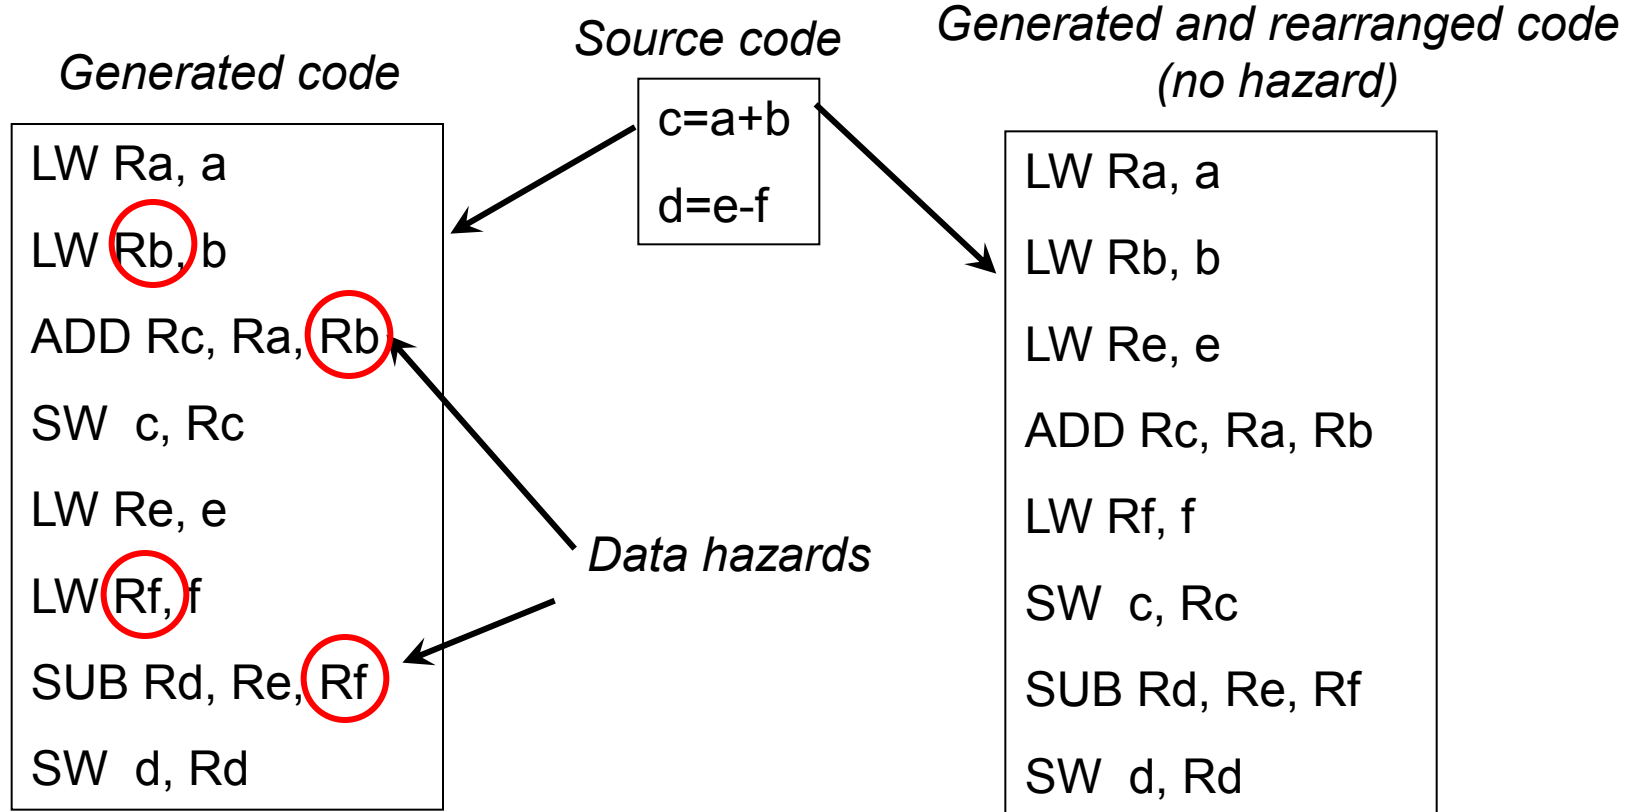 Generated code
LW Ra, a
LW Rb, b
ADD Rc, Ra, Rb
SW c, Rc
LW Re, e
LW Rf, f
SUB Rd, Re, Rf
SW d, Rd
Source code
c=a+b
d=e-f
Data hazards
Generated and rearranged code
(no hazard)
LW Ra, a
LW Rb, b
LW Re, e
ADD Rc, Ra, Rb
LW Rf, f
SW c, Rc
SUB Rd, Re, Rf
SW d, Rd